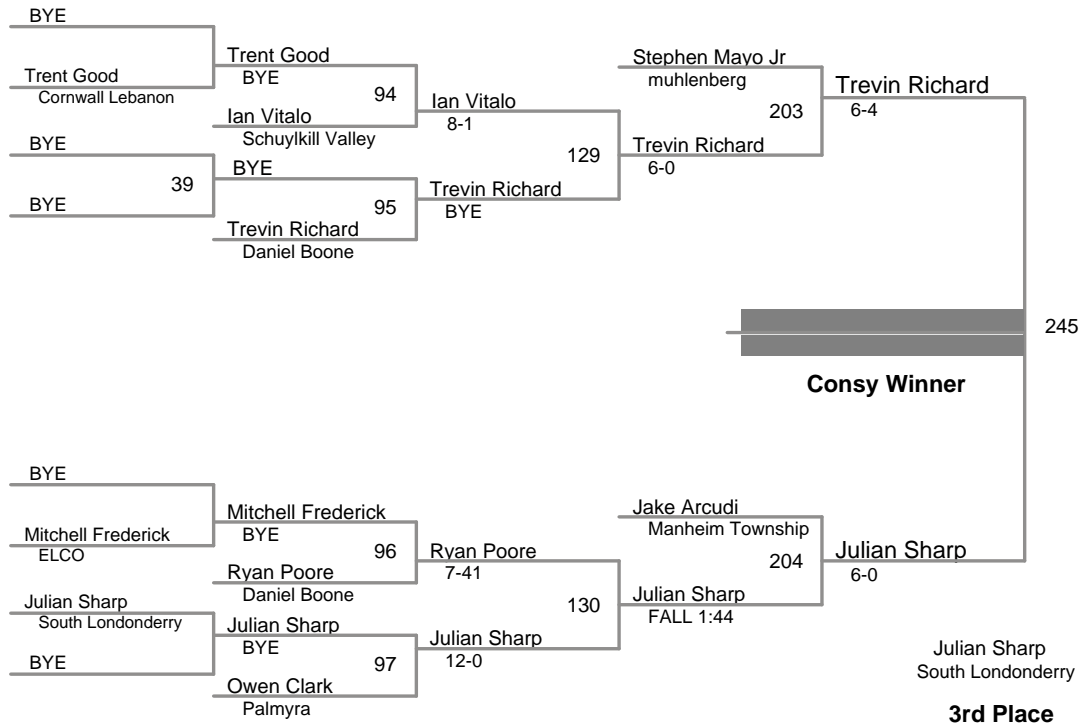 BYE
Trent Good
Cornwall Lebanon
BYE
39
BYE
Trent Good
BYE
94
Ian Vitalo
Schuylkill Valley
BYE
95
Trevin Richard
Daniel Boone
Ian Vitalo
8-1
129
Trevin Richard
BYE
Stephen Mayo Jr
muhlenberg
203
Trevin Richard
6-0
Trevin Richard
6-4
245
Consy Winner
BYE
Mitchell Frederick
ELCO
Julian Sharp
South Londonderry
BYE
Mitchell Frederick
BYE
96
Ryan Poore
Daniel Boone
Julian Sharp
BYE
97
Owen Clark
Palmyra
Ryan Poore
7-41
130
Julian Sharp
12-0
Jake Arcudi
Manheim Township
204
Julian Sharp
FALL 1:44
Julian Sharp
6-0
Julian Sharp
South Londonderry
3rd Place